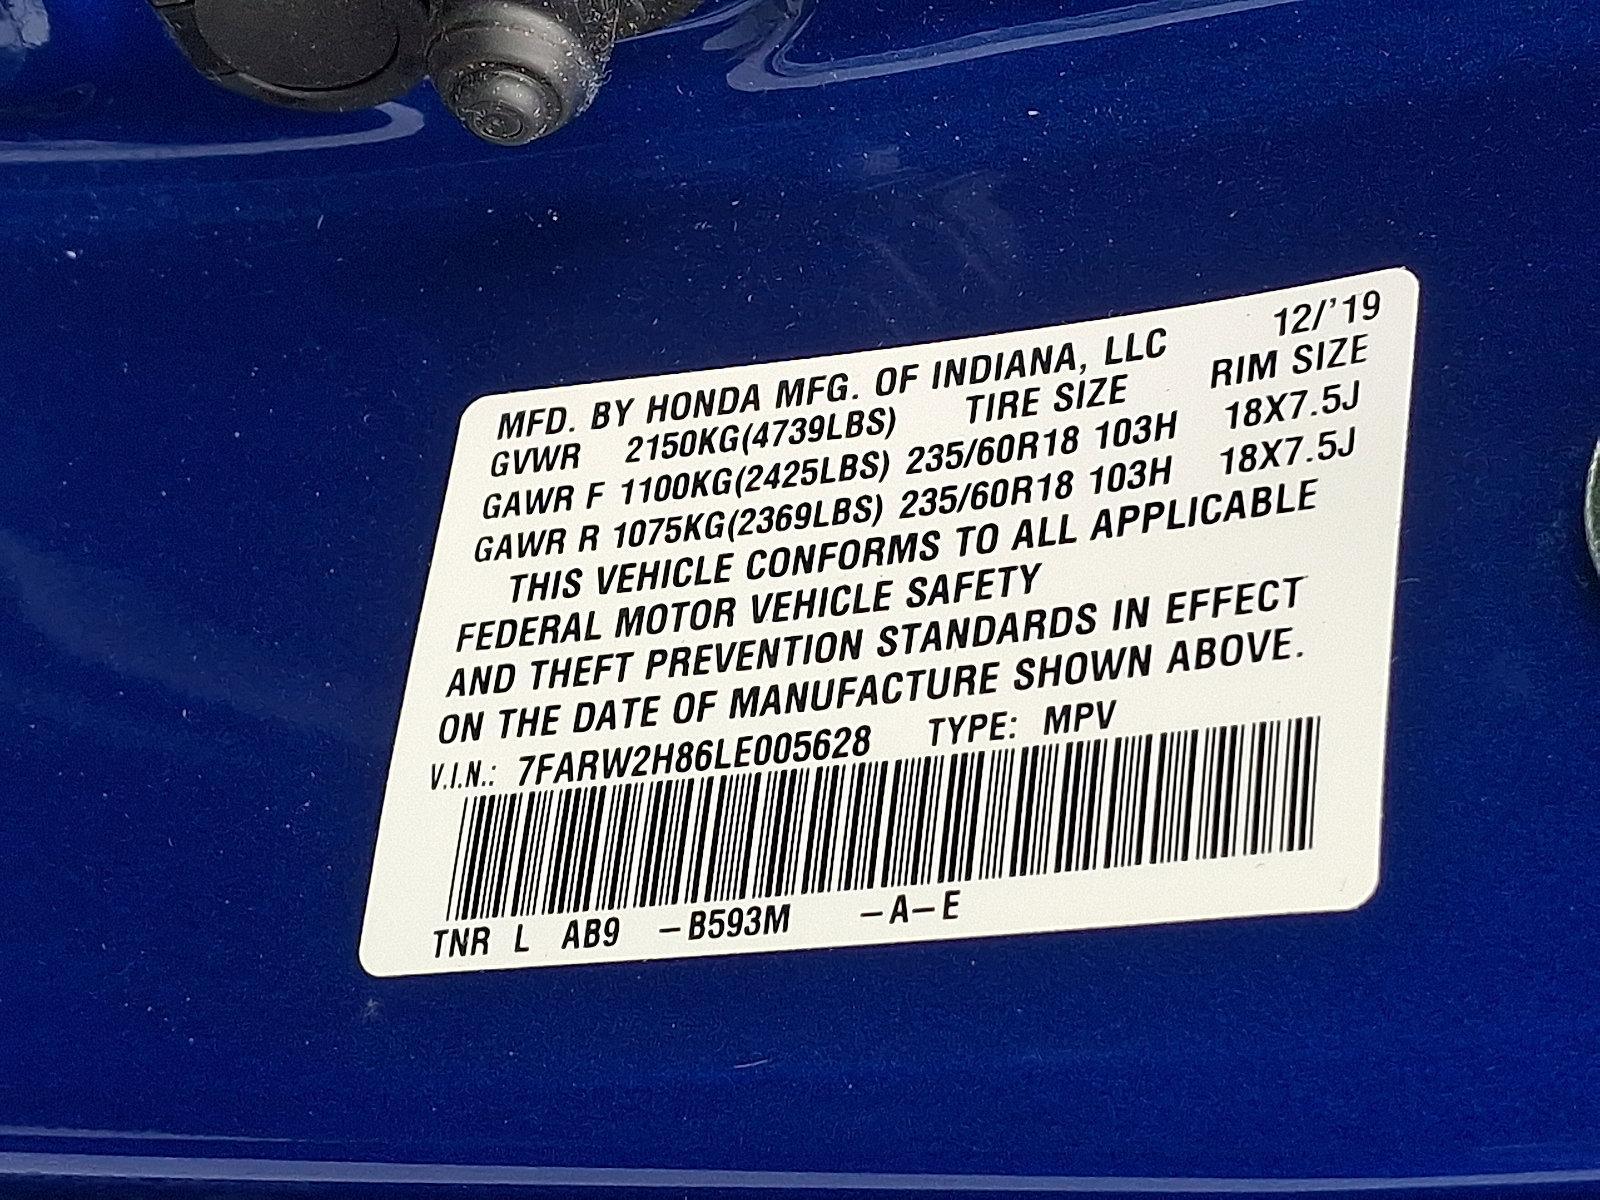 MFD. BY HONDA MFG. OF INDIANA, LLC 12/'19
GVWR 2150KG(4739LBS) TIRE SIZE RIM SIZE
GAWR F 1100KG(2425LBS) 235/60R18 103H 18X7.5J
GAWR R 1075KG(2369LBS) 235/60R18 103H 18X7.5J
THIS VEHICLE CONFORMS TO ALL APPLICABLE
FEDERAL MOTOR VEHICLE SAFETY
AND THEFT PREVENTION STANDARDS IN EFFECT
ON THE DATE OF MANUFACTURE SHOWN ABOVE.
V.I.N.: 7FARW2H86LE005628 TYPE: MPV
TNR L AB9 -B593M -A-E